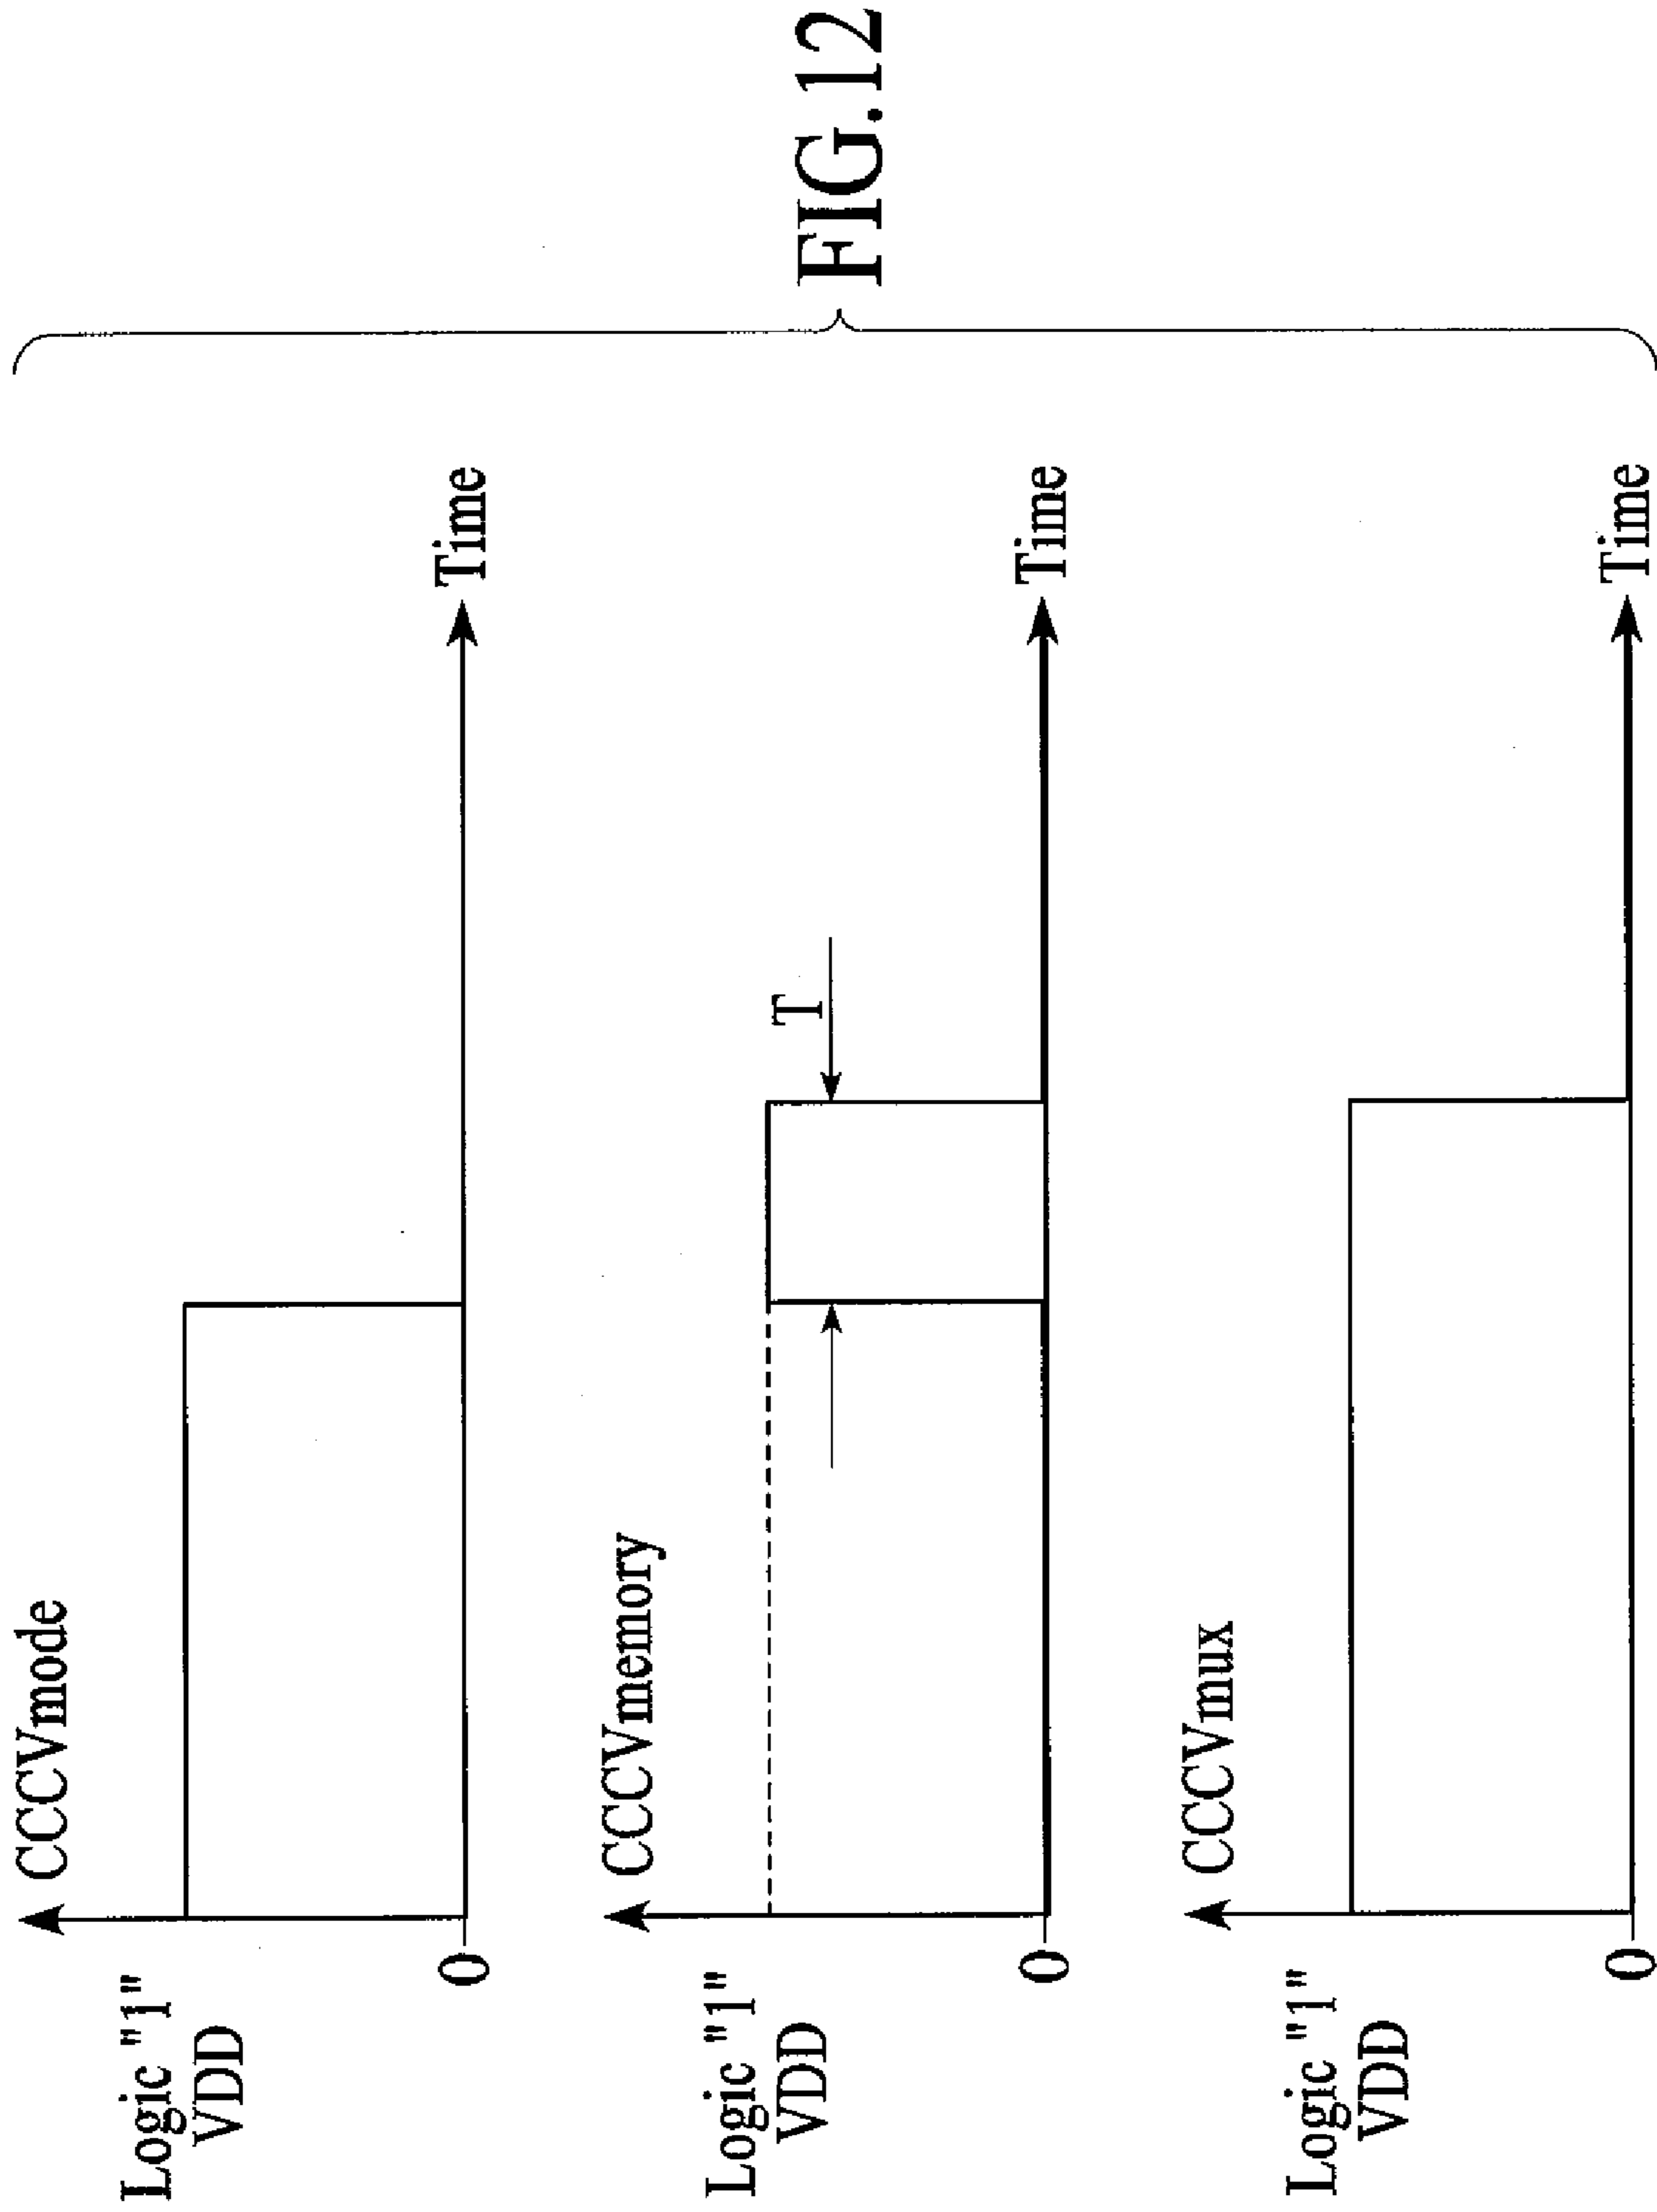 CCCVmode
Logic "1"
VDD
0
Time
CCCVmemory
Logic "1"
VDD
T
0
Time
CCCVmux
Logic "1"
VDD
0
Time
FIG.12